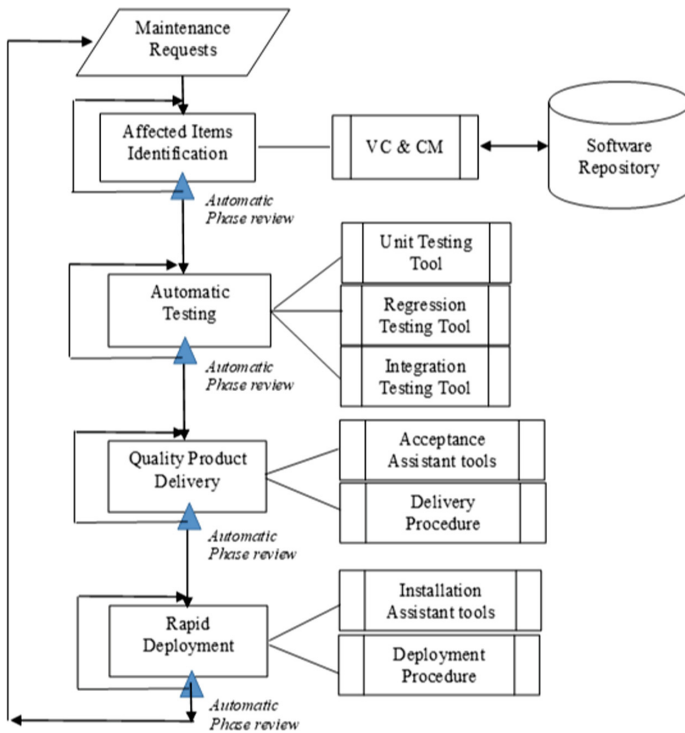 Maintenance
Requests
Affected Items
Identification
VC & CM
Software
Repository
Automatic
Phase review
Automatic
Testing
Unit Testing
Tool
Regression
Testing Tool
Integration
Testing Tool
Automatic
Phase review
Quality Product
Delivery
Acceptance
Assistant tools
Delivery
Procedure
Automatic
Phase review
Rapid
Deployment
Installation
Assistant tools
Deployment
Procedure
Automatic
Phase review